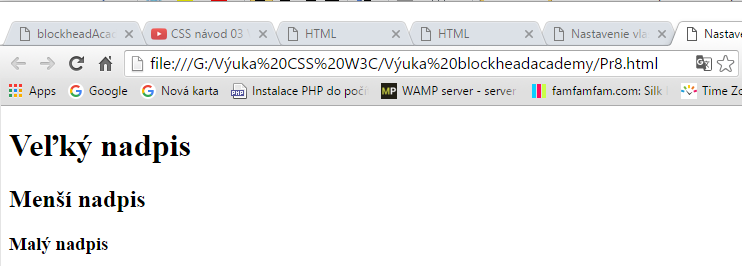 blockheadAcad
CSS návod 03
HTML
HTML
Nastavenie vla
Nastave
file:///G:/Výuka%20CSS%20W3C/Výuka%20blockheadacademy/Pr8.html
Apps
Google
Nová karta
Instalace PHP do počí
WAMP server - server
famfamfam.com: Silk
Time Zo
Veľký nadpis
Menší nadpis
Malý nadpis